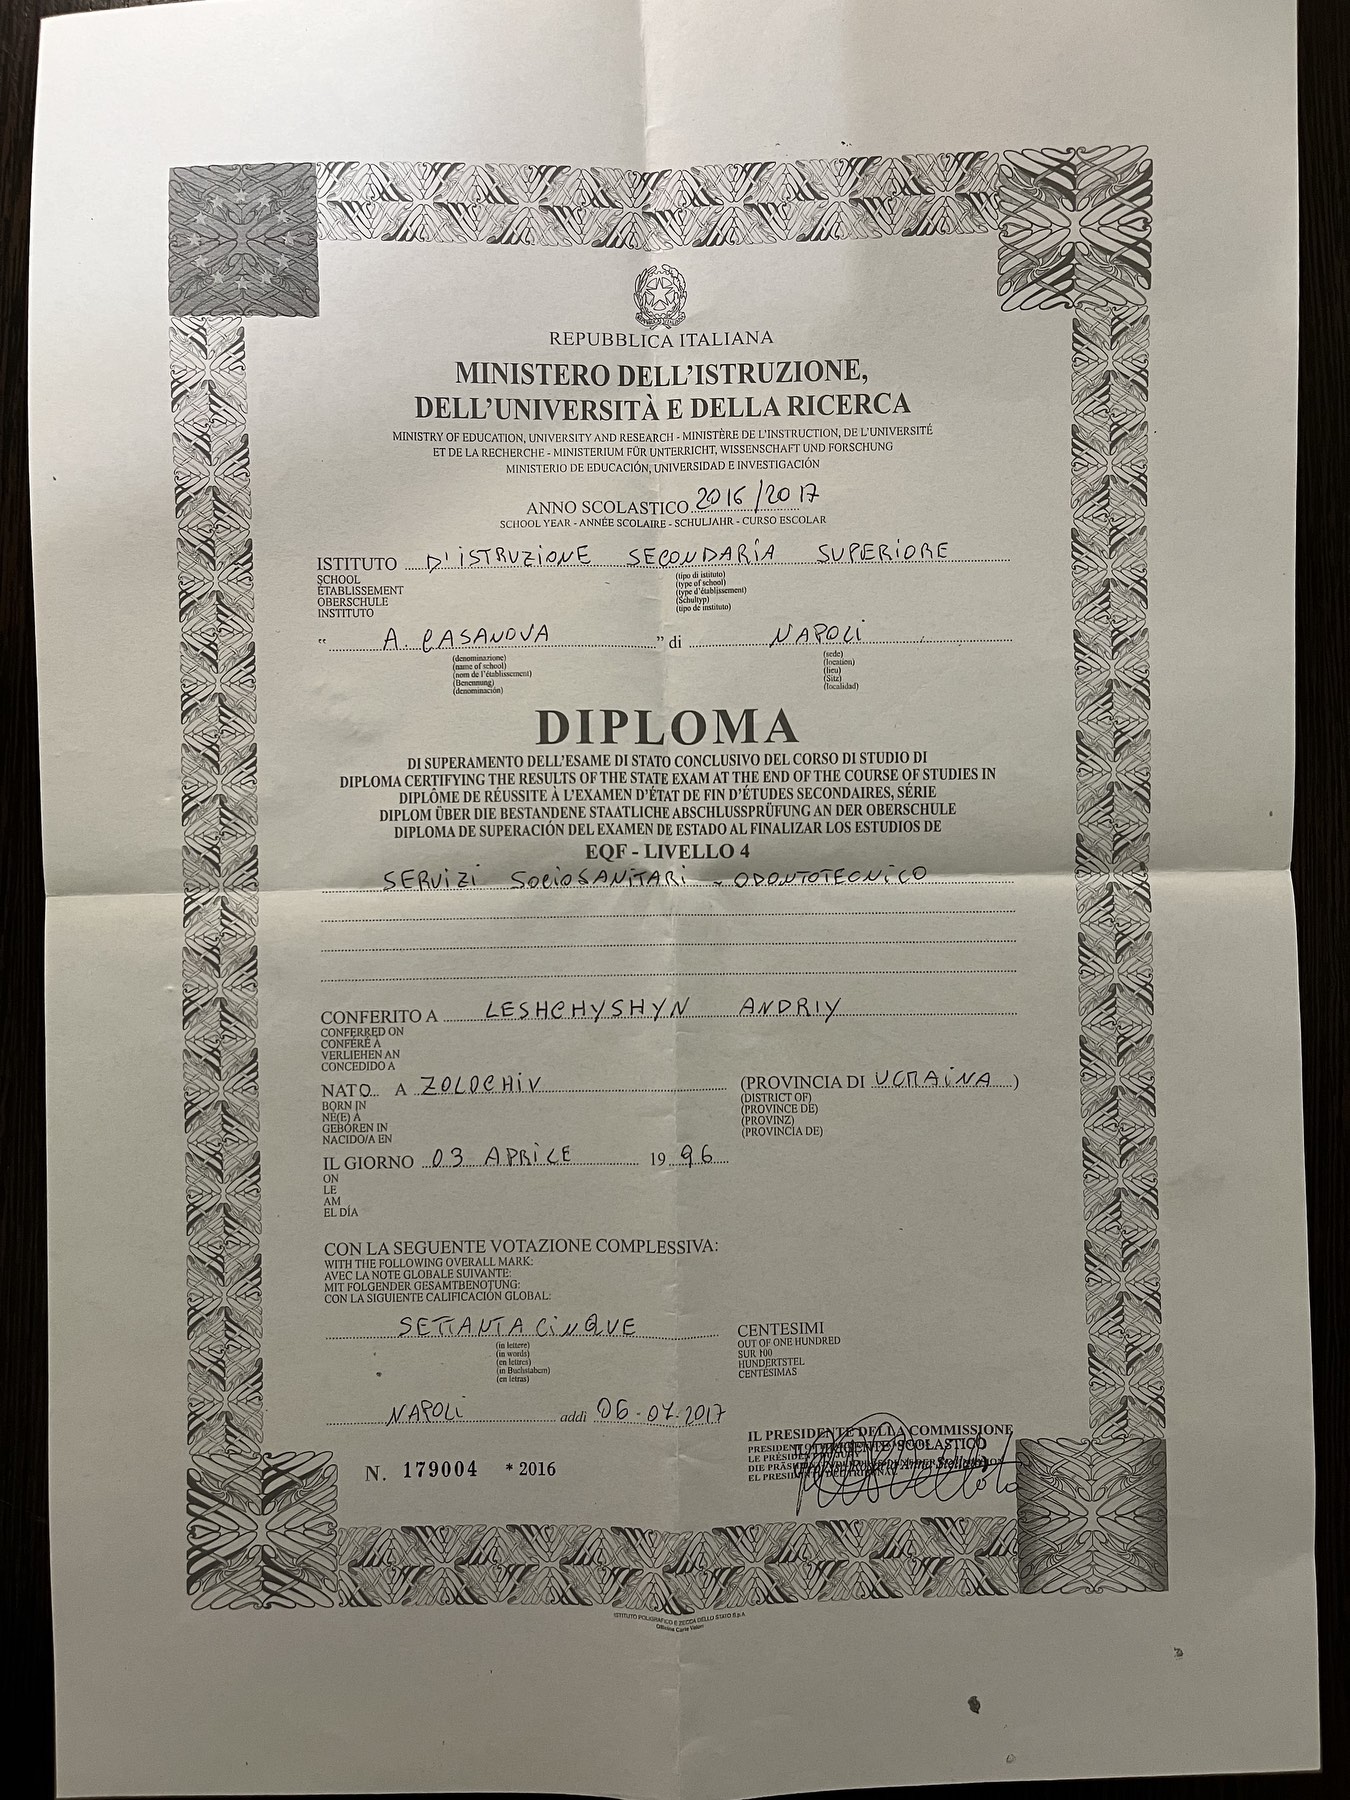 REPUBBLICA ITALIANA
MINISTERO DELL'ISTRUZIONE,
DELL'UNIVERSITÀ E DELLA RICERCA
MINISTRY OF EDUCATION, UNIVERSITY AND RESEARCH - MINISTÈRE DE L'INSTRUCTION, DE L'UNIVERSITÉ
ET DE LA RECHERCHE - MINISTERIUM FÜR UNTERRICHT, WISSENSCHAFT UND FORSCHUNG
MINISTERIO DE EDUCACIÓN, UNIVERSIDAD E INVESTIGACIÓN
ANNO SCOLASTICO 2016/2017
SCHOOL YEAR - ANNÉE SCOLAIRE - SCHULJAHR - CURSO ESCOLAR
ISTITUTO D'ISTRUZIONE SECONDARIA SUPERIORE
SCHOOL
ÉTABLISSEMENT
OBERSCHULE
INSTITUTO
(tipo di istituto)
(type of school)
(type d'établissement)
(Schultyp)
(tipo de instituto)
“ A. CASANOVA ” di NAPOLI
(denominazione)
(name of school)
(nom de l'établissement)
(Benennung)
(denominación)
(sede)
(location)
(lieu)
(Sitz)
(localidad)
DIPLOMA
DI SUPERAMENTO DELL'ESAME DI STATO CONCLUSIVO DEL CORSO DI STUDIO DI
DIPLOMA CERTIFYING THE RESULTS OF THE STATE EXAM AT THE END OF THE COURSE OF STUDIES IN
DIPLÔME DE RÉUSSITE À L'EXAMEN D'ÉTAT DE FIN D'ÉTUDES SECONDAIRES, SÉRIE
DIPLOM ÜBER DIE BESTANDENE STAATLICHE ABSCHLUSSPRÜFUNG AN DER OBERSCHULE
DIPLOMA DE SUPERACIÓN DEL EXAMEN DE ESTADO AL FINALIZAR LOS ESTUDIOS DE
EQF - LIVELLO 4
SERVIZI SOCIOSANITARI - ODONTOTECNICO
CONFERITO A LESHCHYSHYN ANDRIY
CONFERRED ON
CONFÉRÉ À
VERLIEHEN AN
CONCEDIDO A
NATO A ZOLOCHIV (PROVINCIA DI UCRAINA)
BORN IN
NÉ(E) À
GEBOREN IN
NACIDO/A EN
(DISTRICT OF)
(PROVINCE DE)
(PROVINZ)
(PROVINCIA DE)
IL GIORNO 03 APRILE 1996
ON
LE
AM
EL DÍA
CON LA SEGUENTE VOTAZIONE COMPLESSIVA:
WITH THE FOLLOWING OVERALL MARK:
AVEC LA NOTE GLOBALE SUIVANTE:
MIT FOLGENDER GESAMTBENOTUNG:
CON LA SIGUIENTE CALIFICACIÓN GLOBAL:
SETTANTACINQUE CENTESIMI
(in lettere)
(in words)
(en lettres)
(in Buchstaben)
(en letras)
OUT OF ONE HUNDRED
SUR 100
HUNDERTSTEL
CENTÉSIMAS
NAPOLI addì 06-07-2017
IL PRESIDENTE DELLA COMMISSIONE
IL DIRIGENTE SCOLASTICO
N. 179004 * 2016
ISTITUTO POLIGRAFICO E ZECCA DELLO STATO S.p.A.
Officina Carte Valori